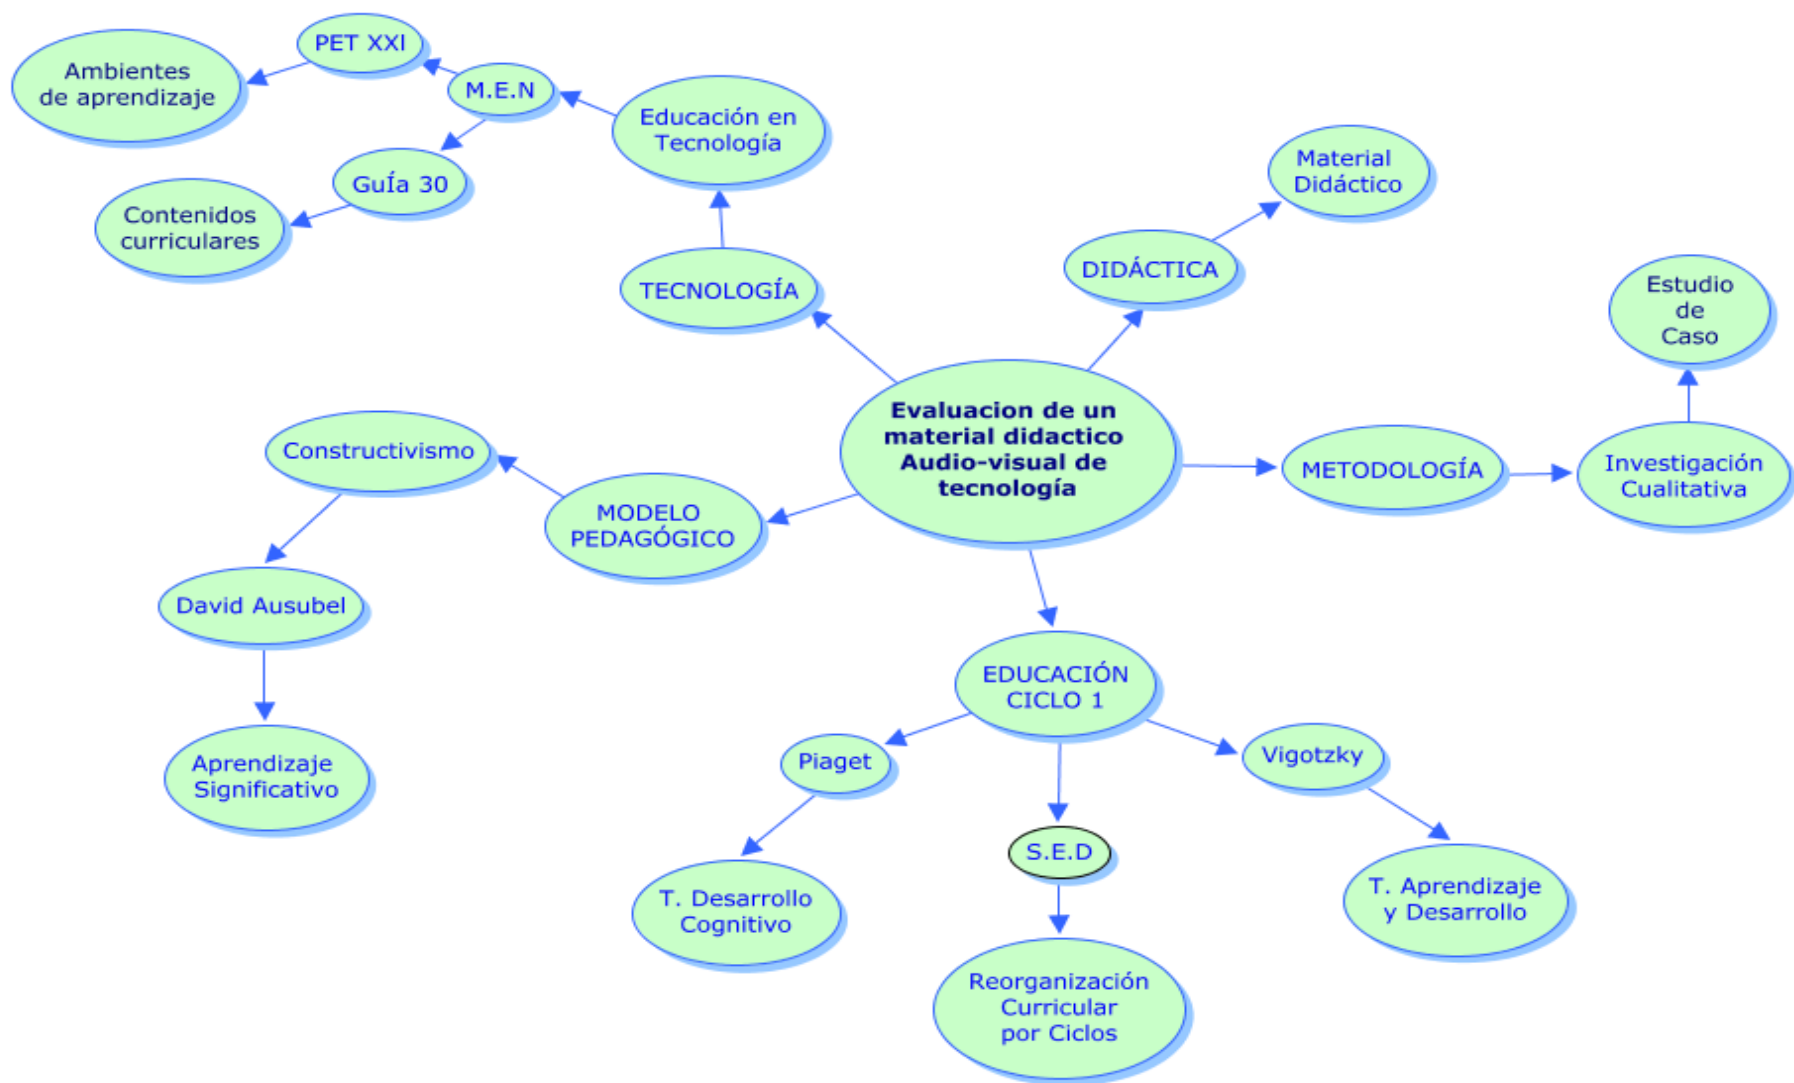 PET XXI
Ambientes
de aprendizaje
M.E.N
Educación en
Tecnología
GuÍa 30
Contenidos
curriculares
TECNOLOGÍA
Material
Didáctico
DIDÁCTICA
Estudio
de
Caso
Evaluacion de un
material didactico
Audio-visual de
tecnología
METODOLOGÍA
Investigación
Cualitativa
Constructivismo
MODELO
PEDAGÓGICO
David Ausubel
Aprendizaje
Significativo
EDUCACIÓN
CICLO 1
Piaget
Vigotzky
S.E.D
T. Desarrollo
Cognitivo
T. Aprendizaje
y Desarrollo
Reorganización
Curricular
por Ciclos